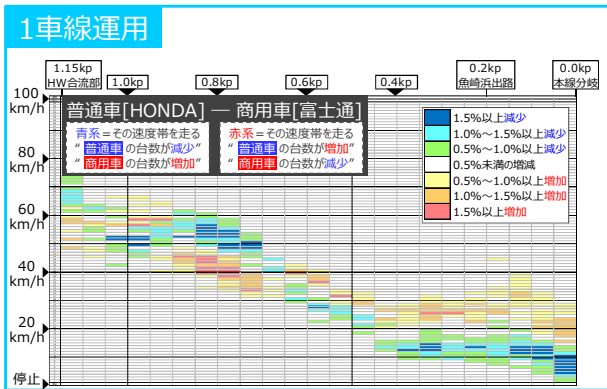 1車線運用
1.15kp
HW合流部
1.0kp
0.8kp
0.6kp
0.4kp
0.2kp
魚崎浜出路
0.0kp
本線分岐
100
km/h
80
km/h
60
km/h
40
km/h
20
km/h
停止
普通車[HONDA] ― 商用車[富士通]
青系=その速度帯を走る
“ 普通車 の台数が減少”
“ 商用車 の台数が増加”
赤系=その速度帯を走る
“ 普通車 の台数が増加”
“ 商用車 の台数が減少”
1.5%以上減少
1.0%～1.5%以上減少
0.5%～1.0%以上減少
0.5%未満の増減
0.5%～1.0%以上増加
1.0%～1.5%以上増加
1.5%以上増加